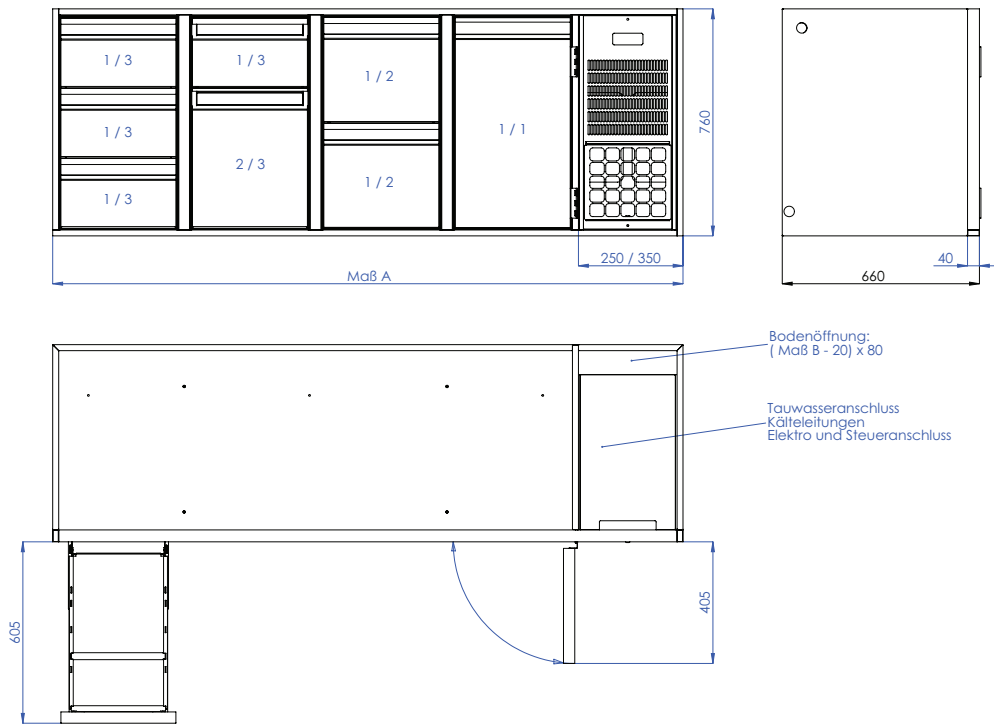 1 / 3
1 / 3
1 / 2
1 / 3
1 / 1
2 / 3
1 / 2
1 / 3
760
250 / 350
40
Maß A
660
Bodenöffnung:
( Maß B - 20) x 80
Tauwasseranschluss
Kälteleitungen
Elektro und Steueranschluss
605
405